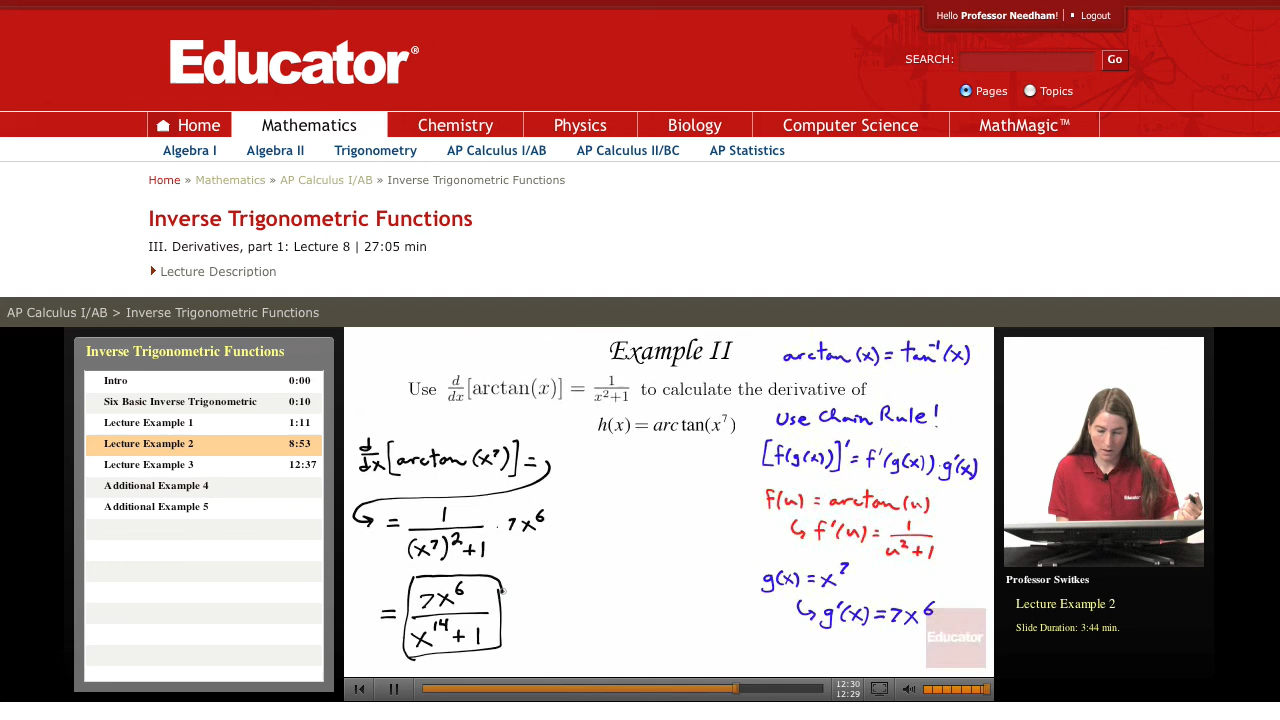 Hello Professor Needham! Logout
Educator®
SEARCH: Go
Pages Topics
Home Mathematics Chemistry Physics Biology Computer Science MathMagic™
Algebra I Algebra II Trigonometry AP Calculus I/AB AP Calculus II/BC AP Statistics
Home » Mathematics » AP Calculus I/AB » Inverse Trigonometric Functions
Inverse Trigonometric Functions
III. Derivatives, part 1: Lecture 8 | 27:05 min
Lecture Description
AP Calculus I/AB > Inverse Trigonometric Functions
Inverse Trigonometric Functions
Intro 0:00
Six Basic Inverse Trigonometric 0:10
Lecture Example 1 1:11
Lecture Example 2 8:53
Lecture Example 3 12:37
Additional Example 4
Additional Example 5
Example II
arctan(x) = tan⁻¹(x)
Use d/dx[arctan(x)] = 1/(x²+1) to calculate the derivative of
h(x) = arctan(x⁷)
Use Chain Rule!
d/dx[arctan(x⁷)] =
= 1/((x⁷)²+1) · 7x⁶
= 7x⁶/(x¹⁴+1)
[f(g(x))]' = f'(g(x))·g'(x)
f(u) = arctan(u)
f'(u) = 1/(u²+1)
g(x) = x⁷
g'(x) = 7x⁶
Educator
12:30
12:29
Educator
Professor Switkes
Lecture Example 2
Slide Duration: 3:44 min.